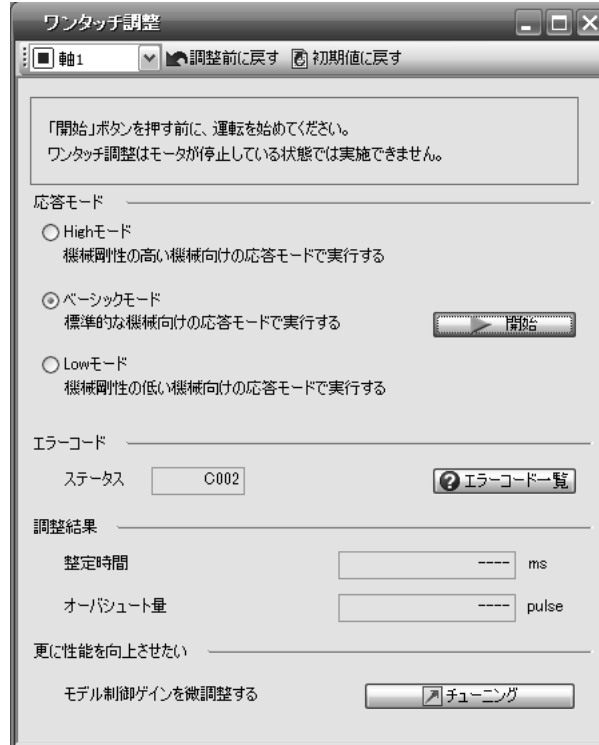 ワンタッチ調整
軸1 調整前に戻す 初期値に戻す
「開始」ボタンを押す前に、運転を始めてください。
ワンタッチ調整はモータが停止している状態では実施できません。
応答モード
Highモード
機械剛性の高い機械向けの応答モードで実行する
ベーシックモード
標準的な機械向けの応答モードで実行する
開始
Lowモード
機械剛性の低い機械向けの応答モードで実行する
エラーコード
ステータス C002 エラーコード一覧
調整結果
整定時間 ---- ms
オーバシュート量 ---- pulse
更に性能を向上させたい
モデル制御ゲインを微調整する チューニング